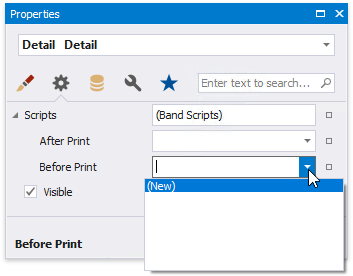 Properties
Detail Detail
Enter text to search...
Scripts (Band Scripts)
After Print
Before Print
(New)
Visible
Before Print